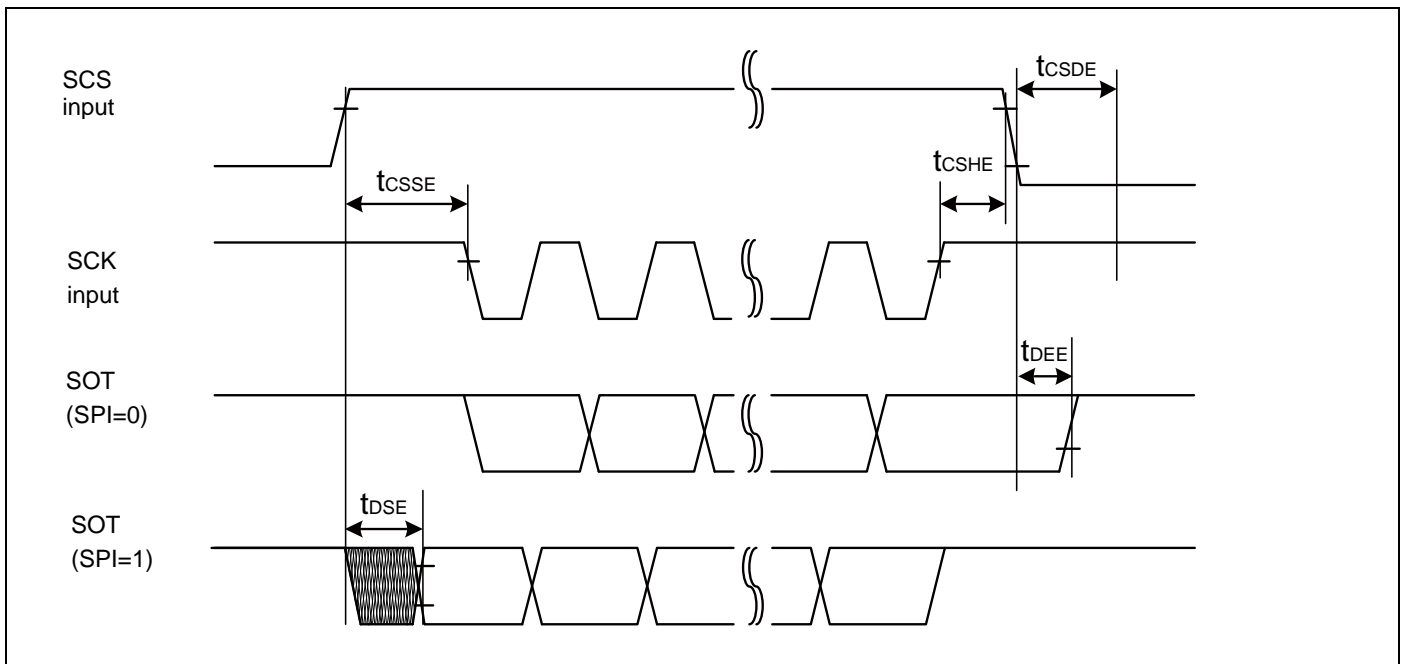 SCS
input
tCSDE
tCSSE
tCSHE
SCK
input
tDEE
SOT
(SPI=0)
tDSE
SOT
(SPI=1)